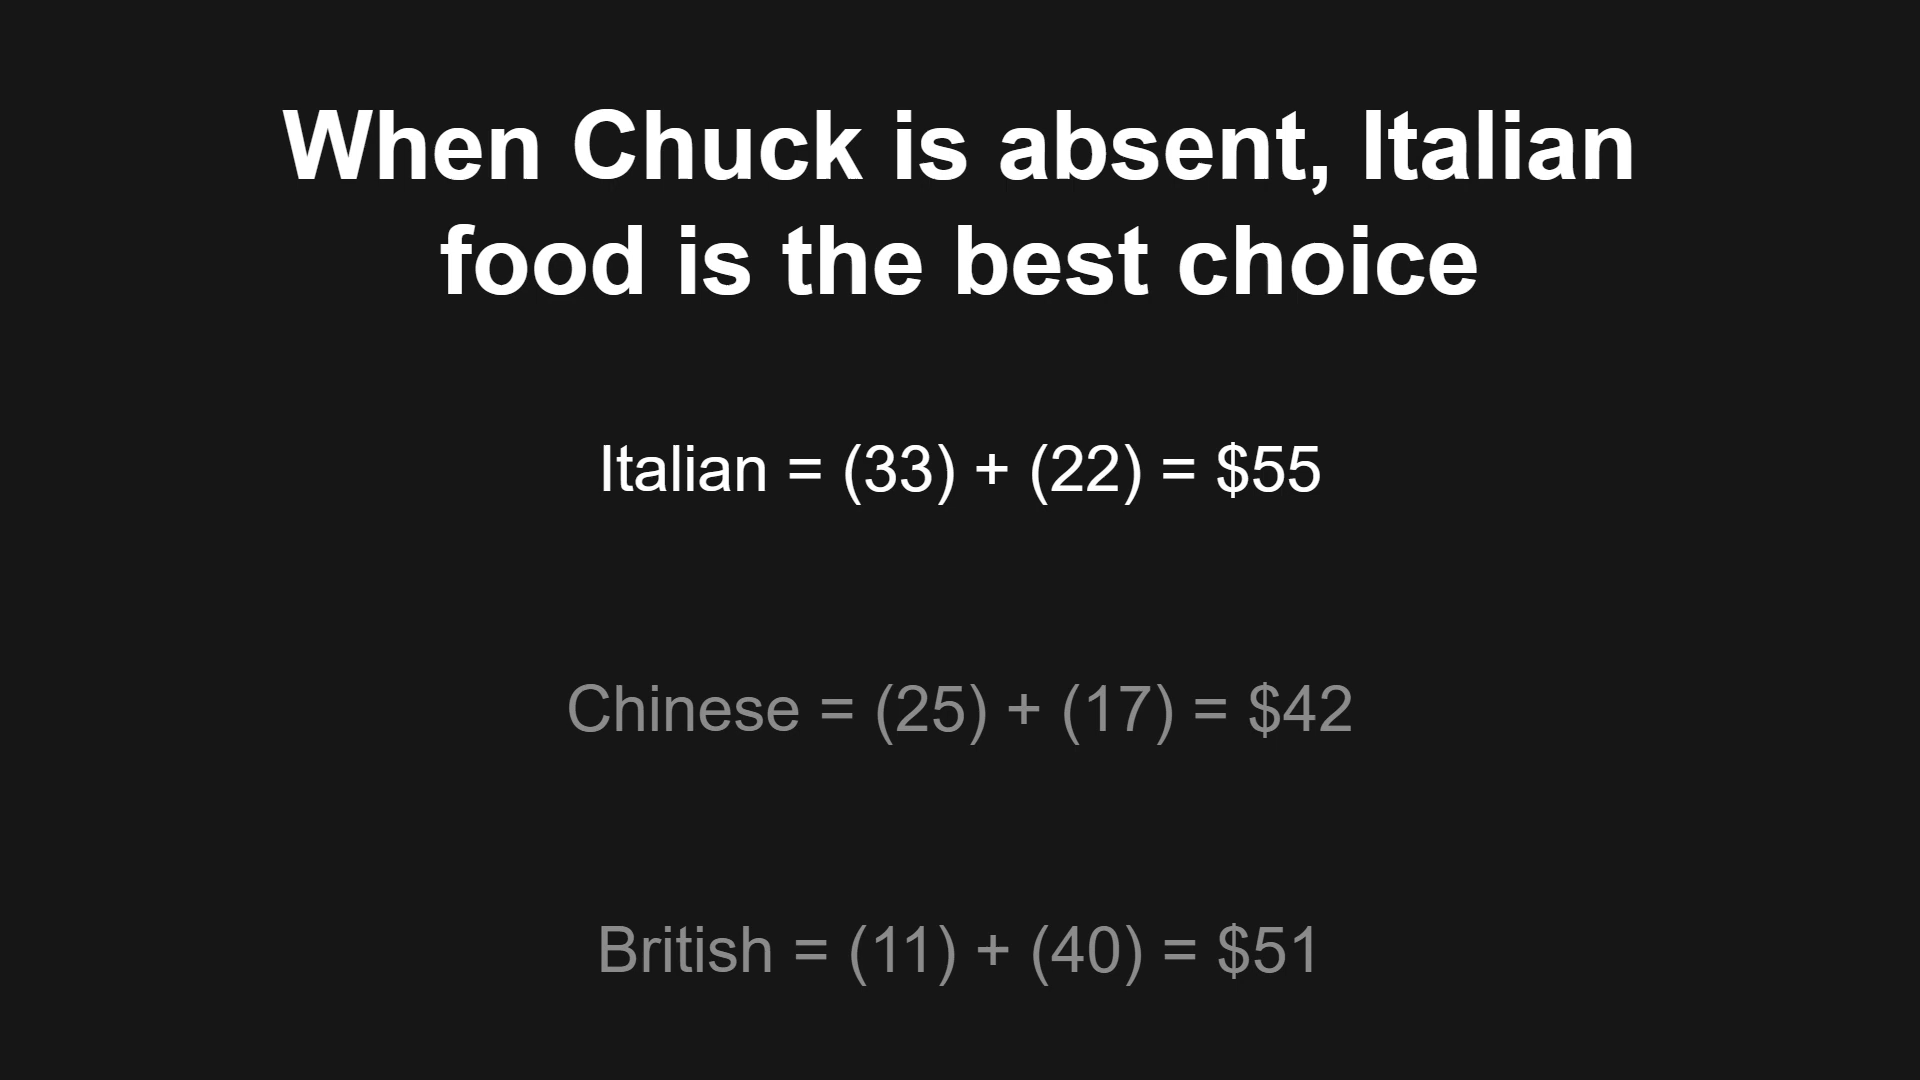 When Chuck is absent, Italian
food is the best choice
Italian = (33) + (22) = $55
Chinese = (25) + (17) = $42
British = (11) + (40) = $51